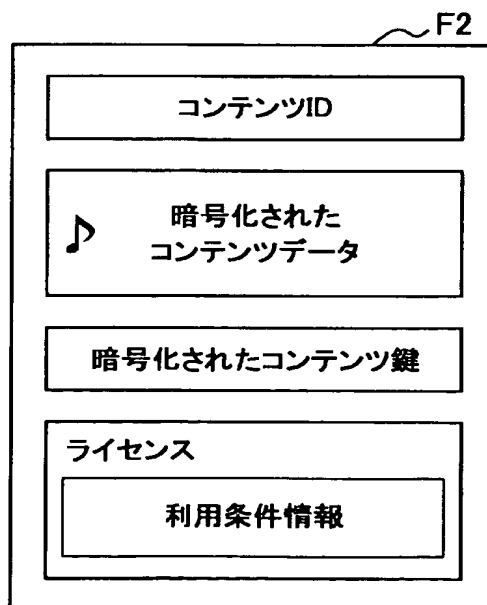 F2
コンテンツID
暗号化された
コンテンツデータ
暗号化されたコンテンツ鍵
ライセンス
利用条件情報